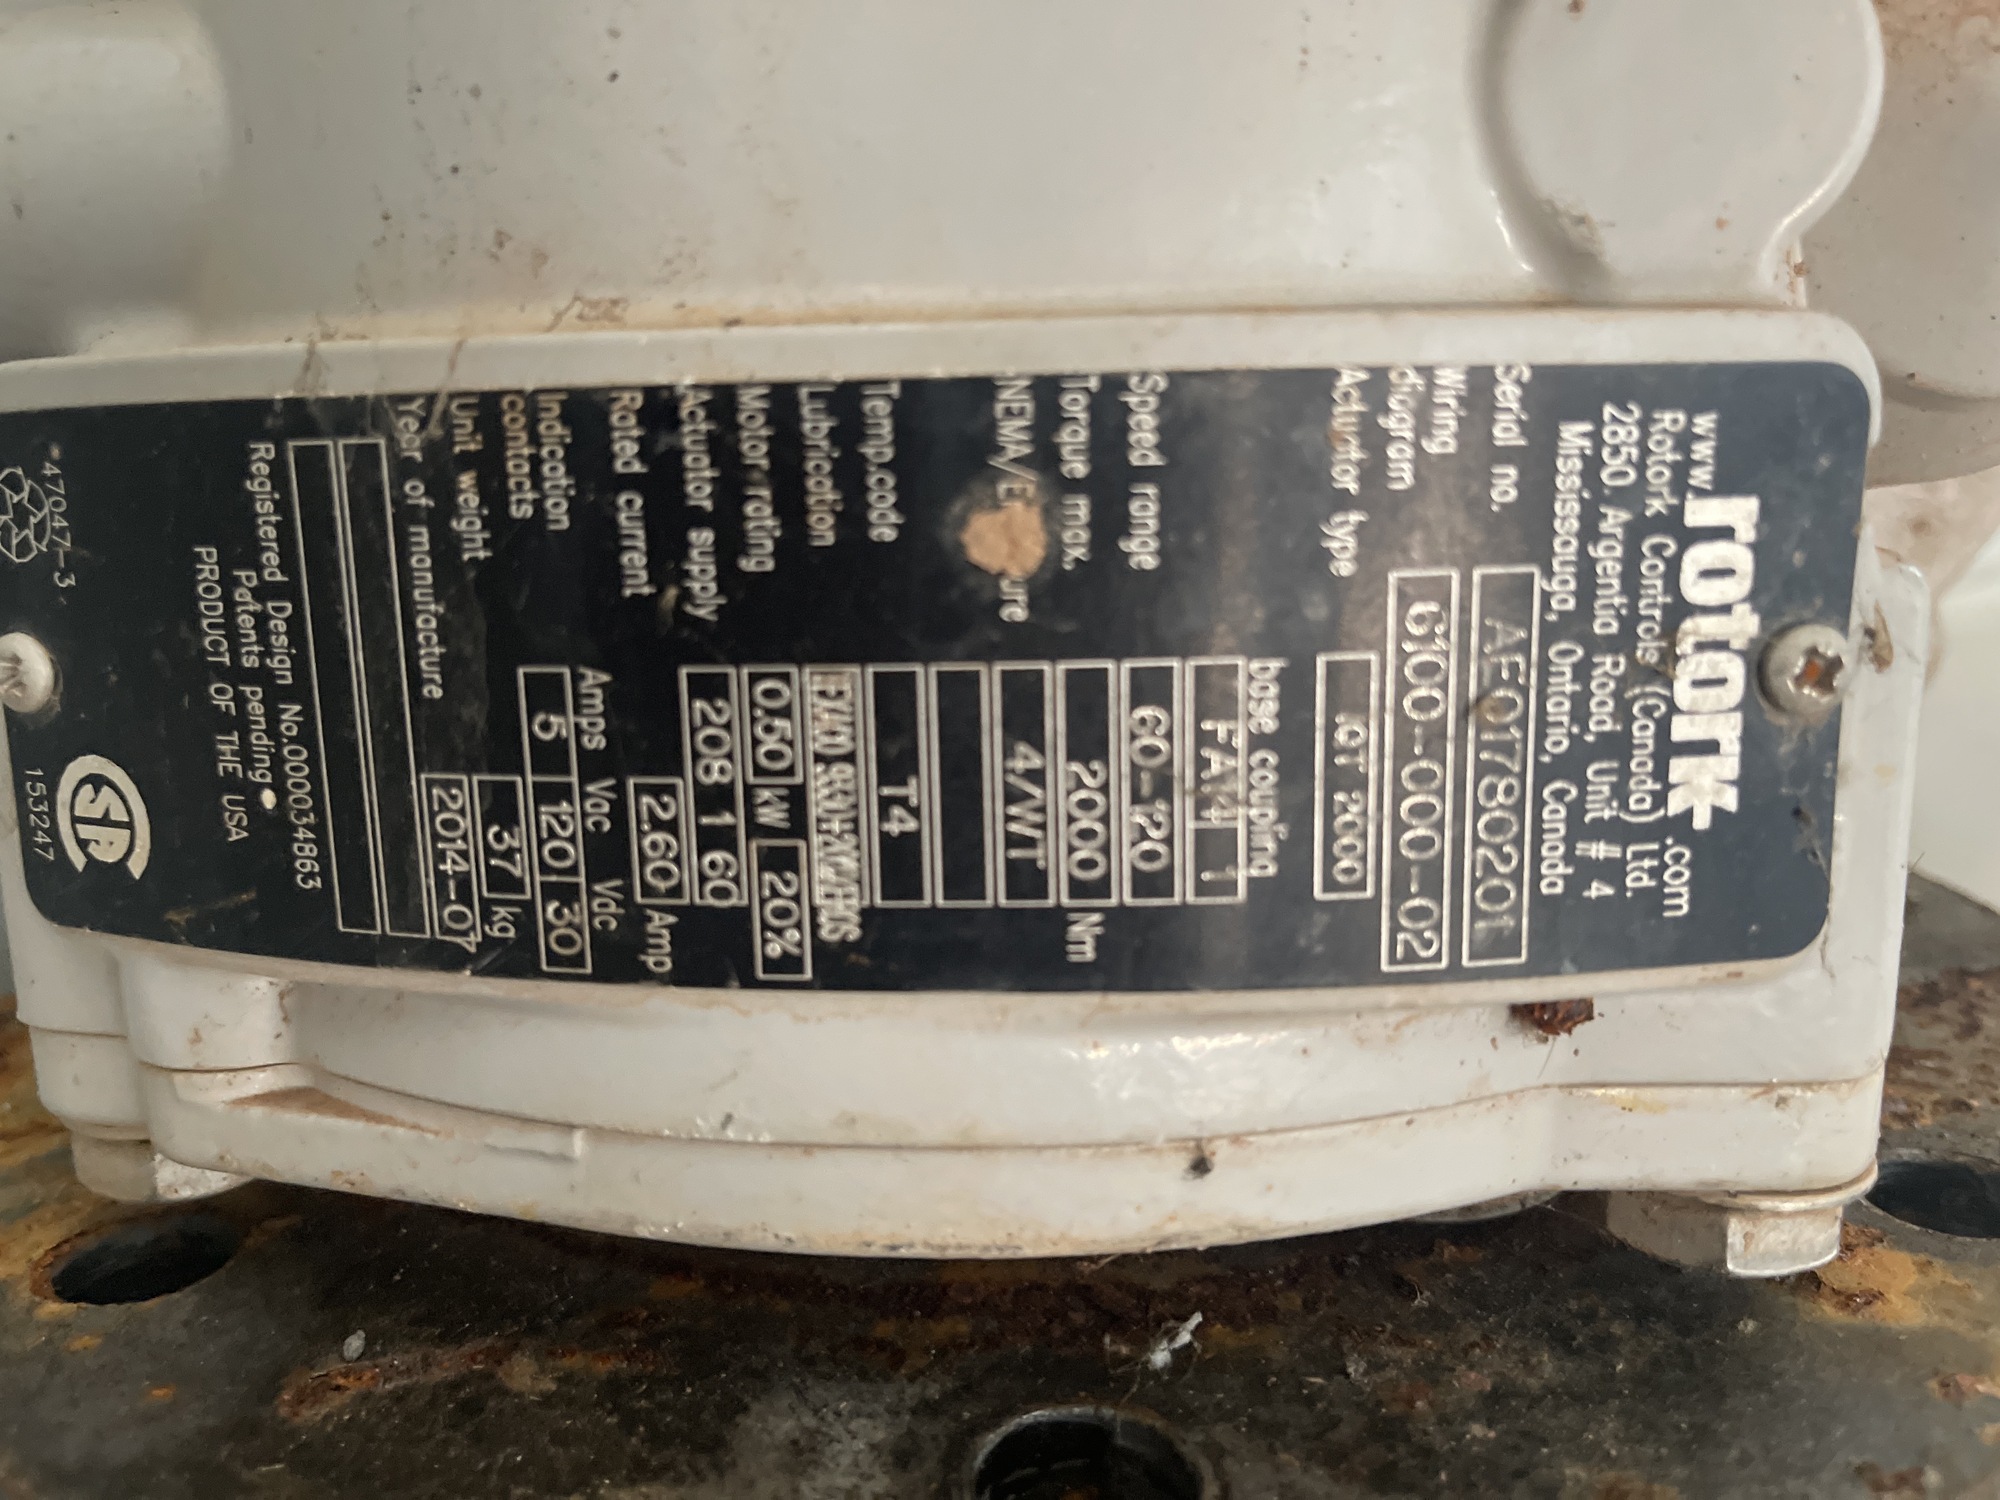 www.rotork.com
Rotork Controls (Canada) Ltd.
2850 Argentia Road, Unit # 4
Mississauga, Ontario, Canada
Serial no. AF01780201
Wiring diagram 6100-000-02
Actuator type QT 2000
base coupling
FA14 1
Speed range 60-120
Torque max. 2000 Nm
NEMA/E ure 4/WT
Temp.code T4
Lubrication
Motor rating 0.50 kW 20%
Actuator supply 208 1 60
Rated current 2.60 Amp
Amps Vac Vdc
Indication contacts 5 120 30
Unit weight 37 kg
Year of manufacture 2014-07
Registered Design No.000034863
Patents pending
PRODUCT OF THE USA
47047-3
SA
153247